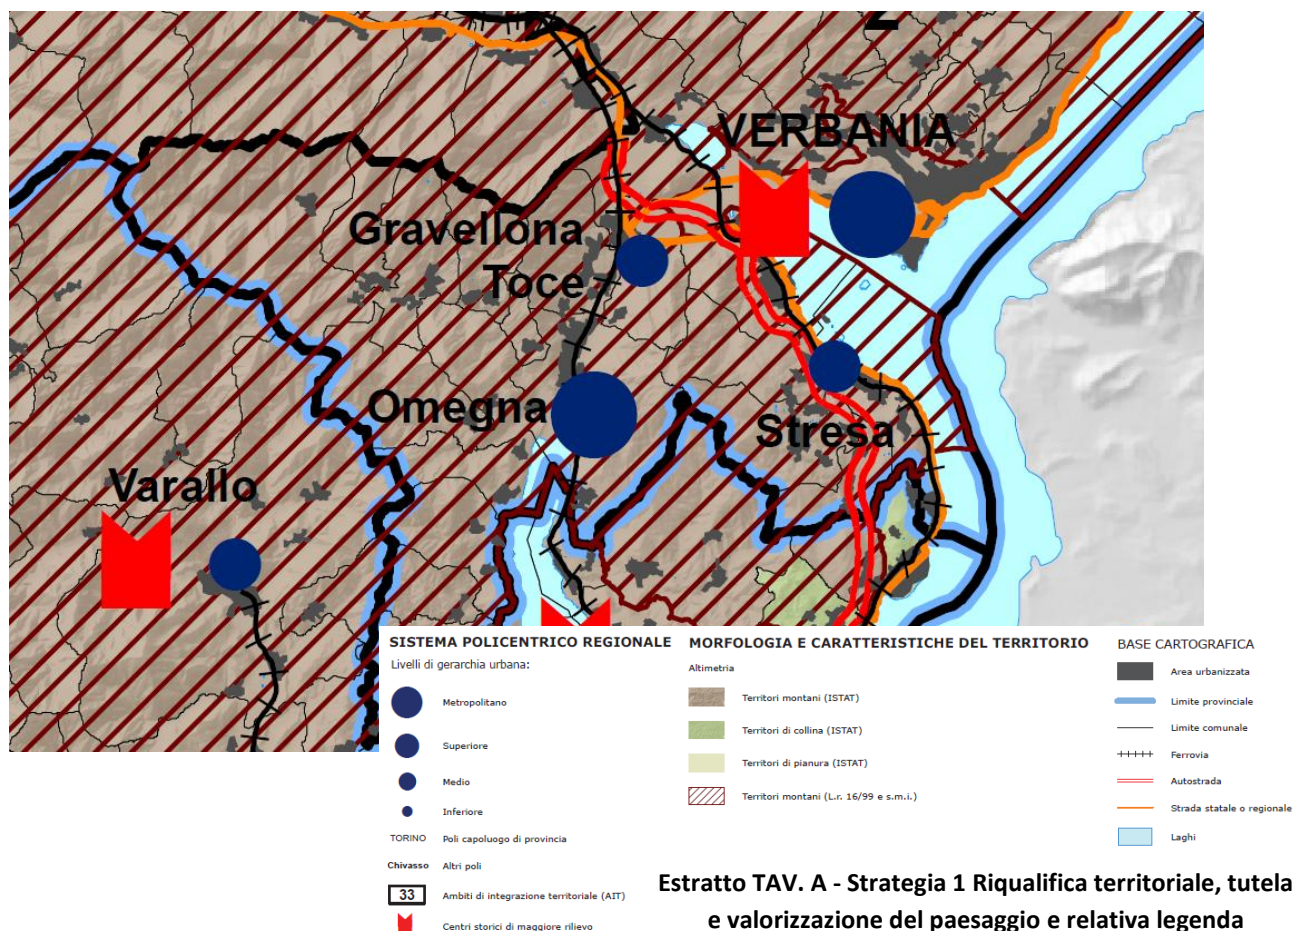 2
VERBANIA
Gravellona
Toce
Omegna
Stresa
Varallo
SISTEMA POLICENTRICO REGIONALE
Livelli di gerarchia urbana:
Metropolitano
Superiore
Medio
Inferiore
TORINO Poli capoluogo di provincia
Chivasso Altri poli
33 Ambiti di integrazione territoriale (AIT)
Centri storici di maggiore rilievo
MORFOLOGIA E CARATTERISTICHE DEL TERRITORIO
Altimetria
Territori montani (ISTAT)
Territori di collina (ISTAT)
Territori di pianura (ISTAT)
Territori montani (L.r. 16/99 e s.m.i.)
BASE CARTOGRAFICA
Area urbanizzata
Limite provinciale
Limite comunale
Ferrovia
Autostrada
Strada statale o regionale
Laghi
Estratto TAV. A - Strategia 1 Riqualifica territoriale, tutela
e valorizzazione del paesaggio e relativa legenda